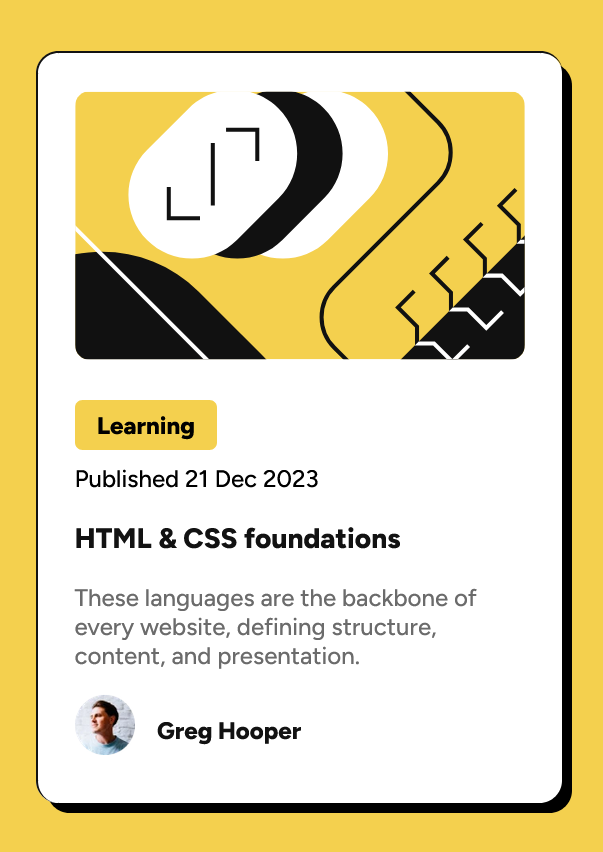 Learning
Published 21 Dec 2023
HTML & CSS foundations
These languages are the backbone of
every website, defining structure,
content, and presentation.
Greg Hooper